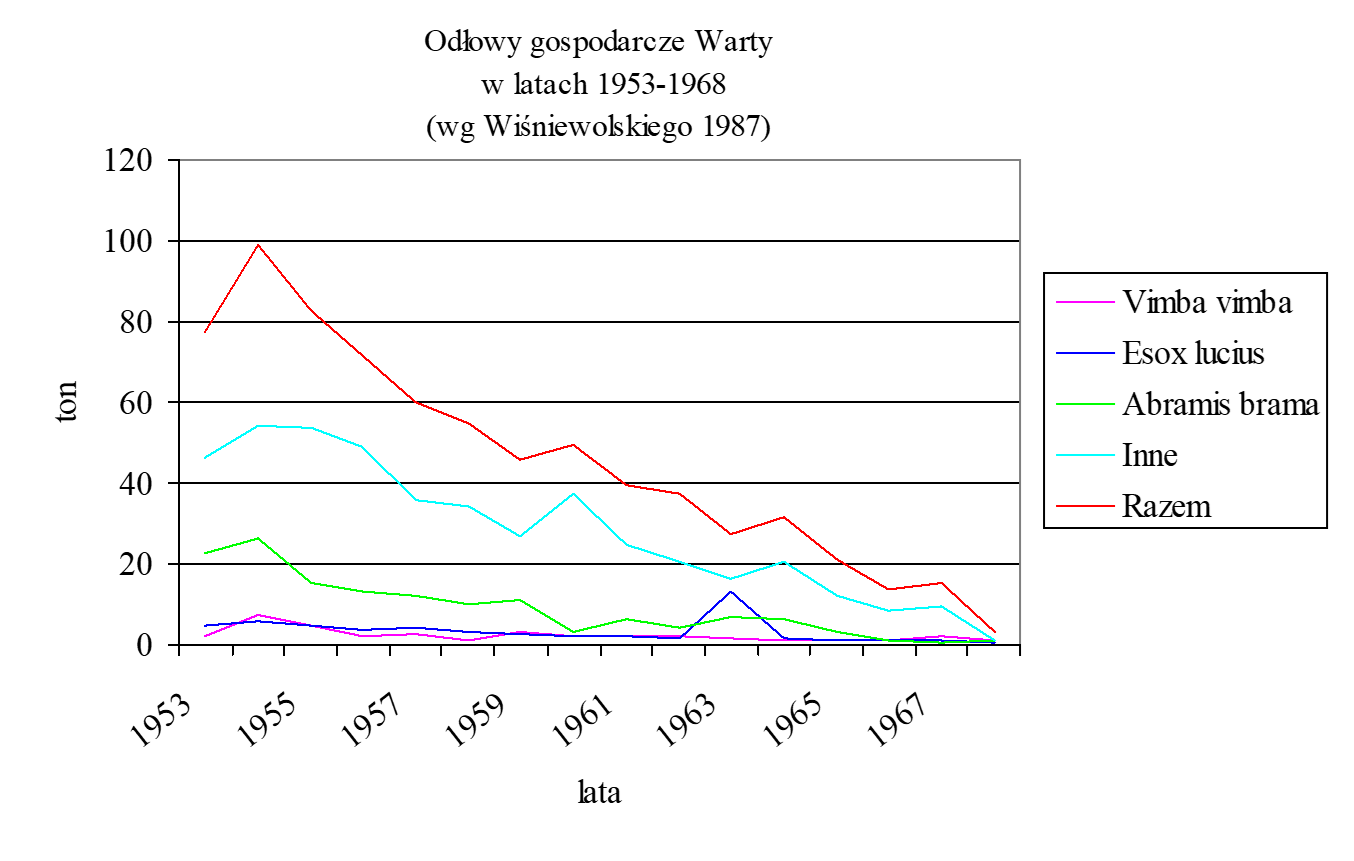 Odłowy gospodarcze Warty
w latach 1953-1968
(wg Wiśniewolskiego 1987)
120
100
80
60
40
20
0
ton
1953
1955
1957
1959
1961
1963
1965
1967
lata
Vimba vimba
Esox lucius
Abramis brama
Inne
Razem